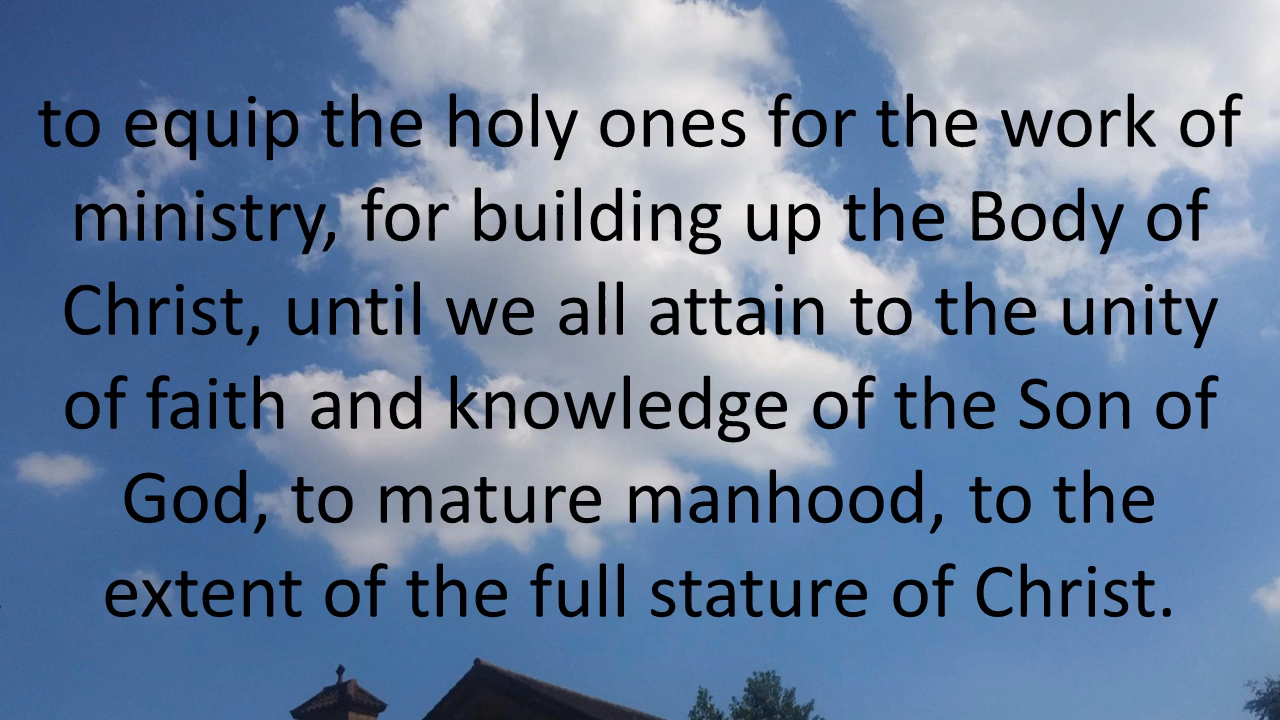 to equip the holy ones for the work of
ministry, for building up the Body of
Christ, until we all attain to the unity
of faith and knowledge of the Son of
God, to mature manhood, to the
extent of the full stature of Christ.